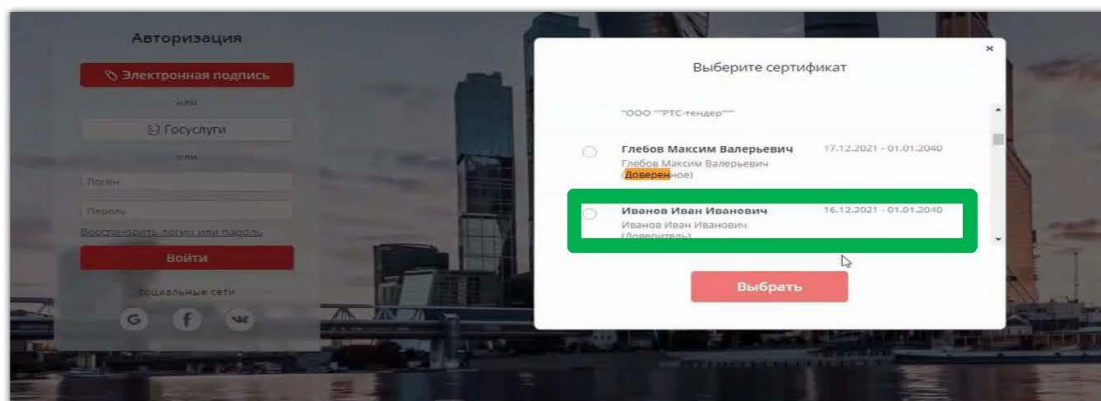 Авторизация
Электронная подпись
или
Госуслуги
или
Логин
Пароль
Восстановить логин или пароль
Войти
социальные сети
G f
Выберите сертификат
"ООО ""РТС-тендер"""
Глебов Максим Валерьевич 17.12.2021 - 01.01.2040
Глебов Максим Валерьевич
(Доверенное)
Иванов Иван Иванович 16.12.2021 - 01.01.2040
Иванов Иван Иванович
(Доверитель)
Выбрать